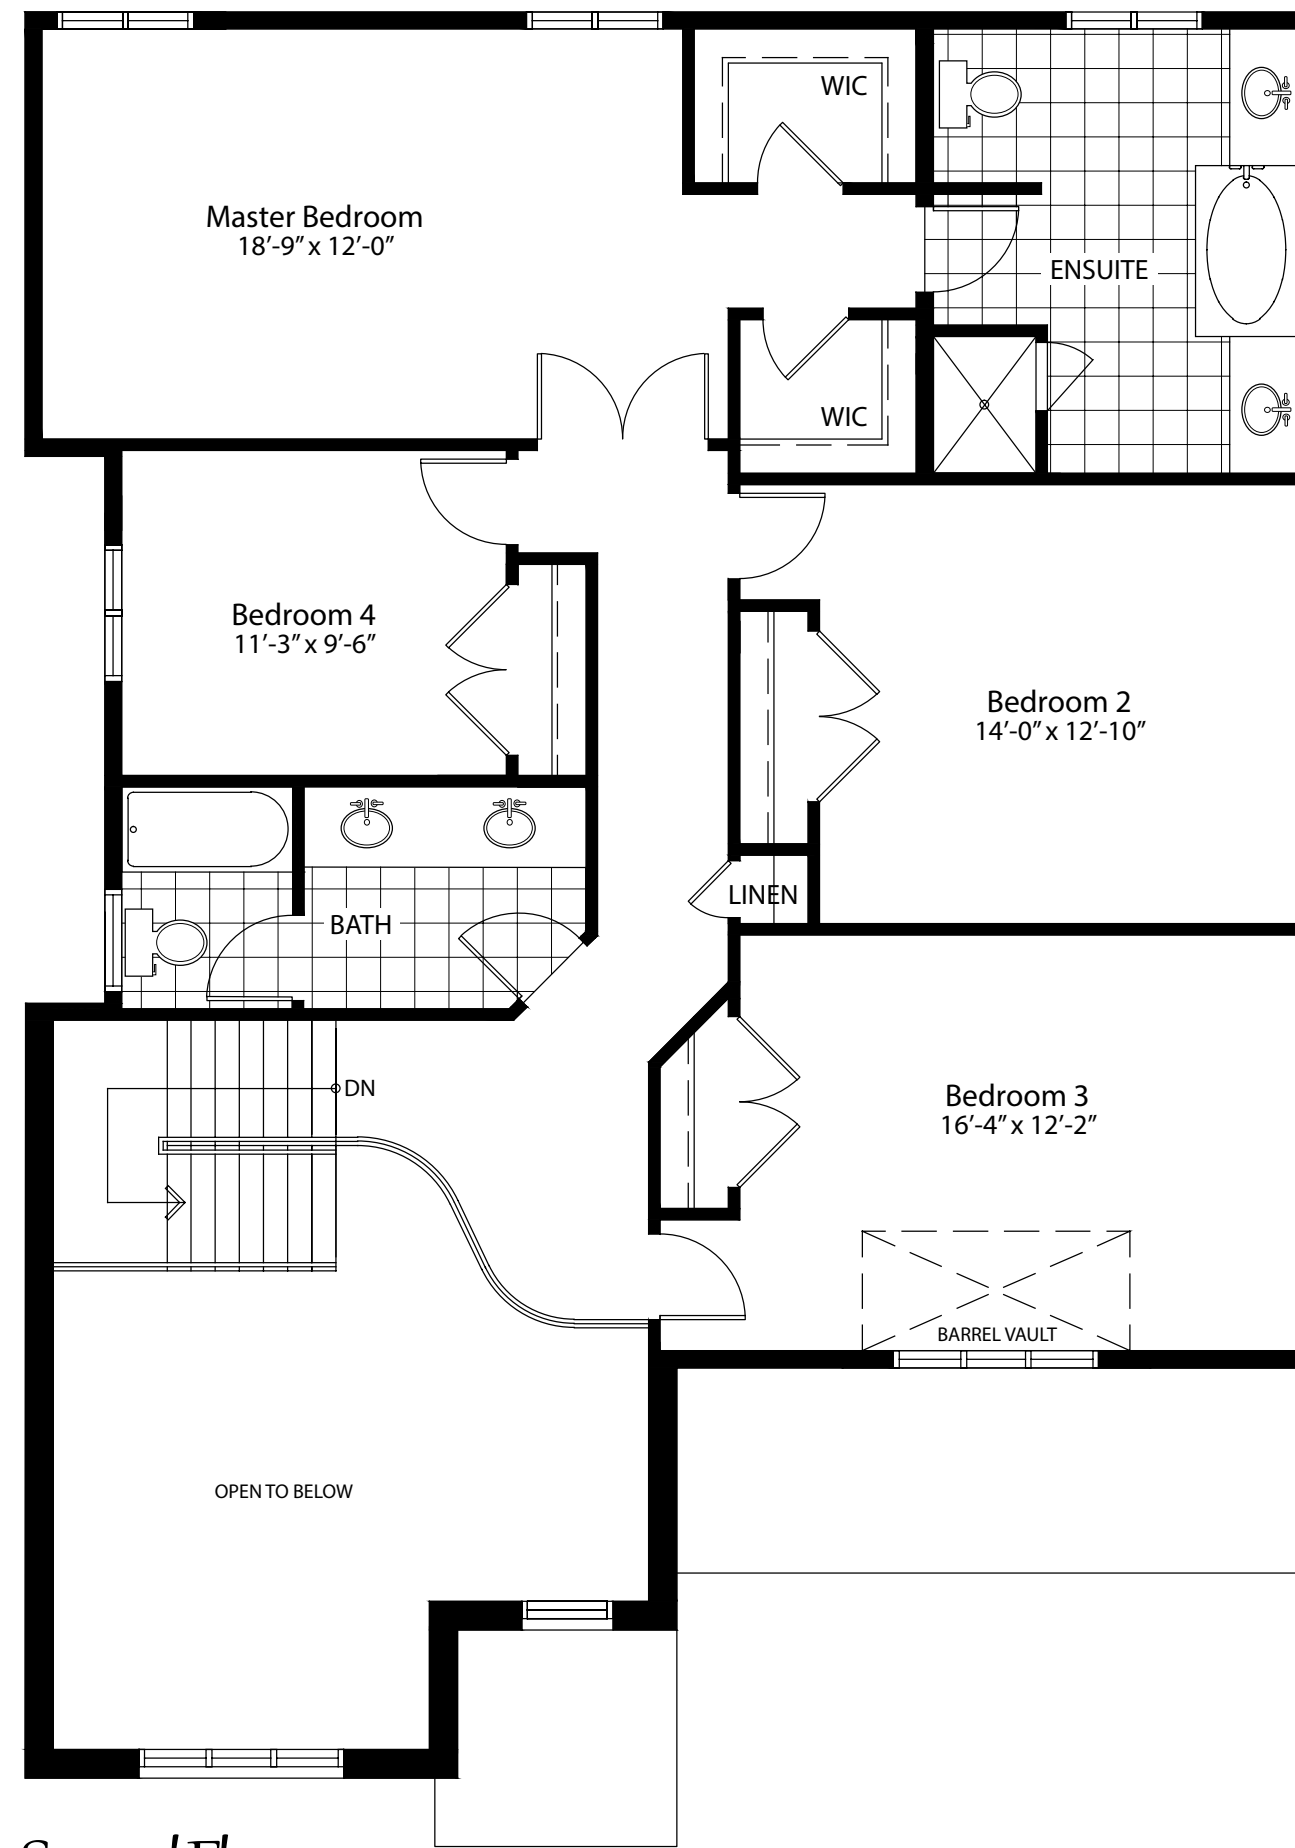 WIC
Master Bedroom
18’-9” x 12’-0”
ENSUITE
WIC
Bedroom 4
11’-3” x 9’-6”
Bedroom 2
14’-0” x 12’-10”
LINEN
BATH
DN
Bedroom 3
16’-4” x 12’-2”
BARREL VAULT
OPEN TO BELOW